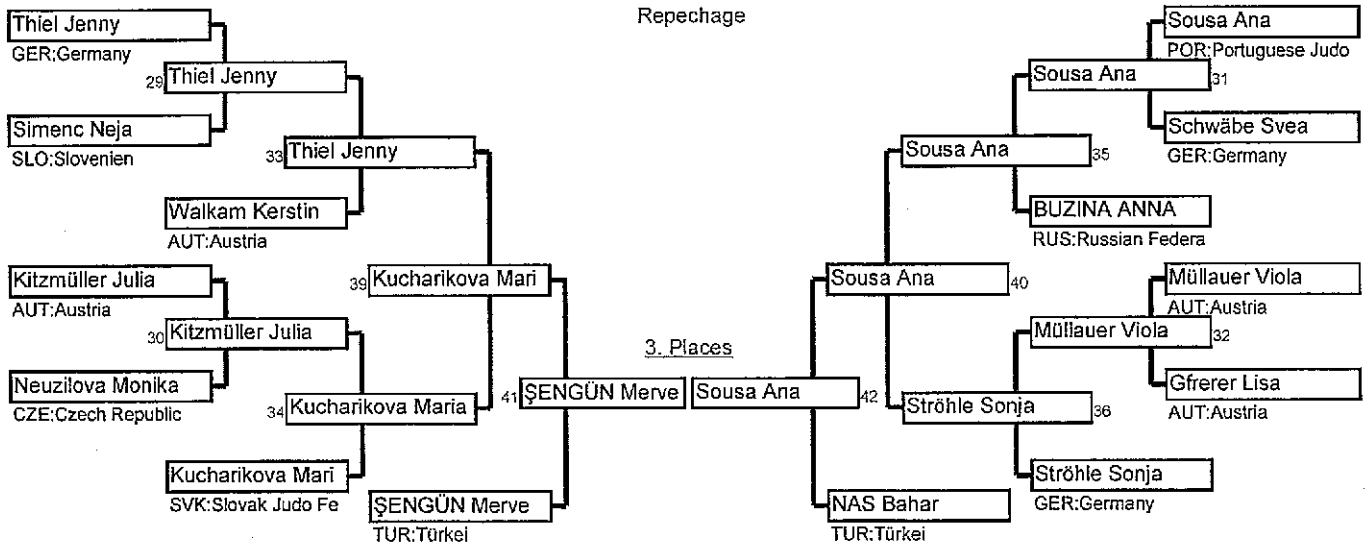 Repechage
Thiel Jenny
GER:Germany
29 Thiel Jenny
Simenc Neja
SLO:Slovenien
33 Thiel Jenny
Walkam Kerstin
AUT:Austria
39 Kucharikova Mari
Kitzmüller Julia
AUT:Austria
30 Kitzmüller Julia
Neuzilova Monika
CZE:Czech Republic
34 Kucharikova Maria
Kucharikova Mari
SVK:Slovak Judo Fe
41 ŞENGÜN Merve
ŞENGÜN Merve
TUR:Türkei
3. Places
Sousa Ana
POR:Portuguese Judo
Sousa Ana 31
Schwäbe Svea
GER:Germany
Sousa Ana 35
BUZINA ANNA
RUS:Russian Federa
Sousa Ana 40
Müllauer Viola
AUT:Austria
Müllauer Viola 32
Gfrerer Lisa
AUT:Austria
Ströhle Sonja 36
Ströhle Sonja
GER:Germany
Sousa Ana 42
NAS Bahar
TUR:Türkei